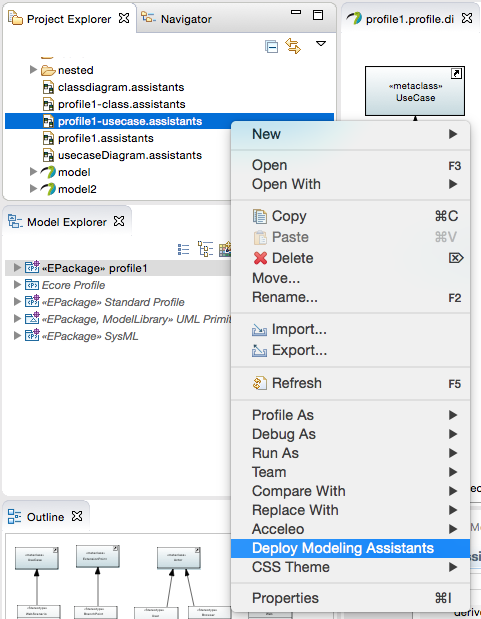 Project Explorer
Navigator
profile1.profile.di
nested
classdiagram.assistants
profile1-class.assistants
profile1-usecase.assistants
profile1.assistants
usecaseDiagram.assistants
model
model2
«metaclass»
UseCase
New
Open F3
Open With
Copy ⌘C
Paste ⌘V
Delete ⌦
Move...
Rename... F2
Import...
Export...
Refresh F5
Profile As
Debug As
Run As
Team
Compare With
Replace With
Acceleo
Deploy Modeling Assistants
CSS Theme
Properties ⌘I
Model Explorer
«EPackage» profile1
Ecore Profile
«EPackage» Standard Profile
«EPackage, ModelLibrary» UML Primit
«EPackage» SysML
Outline
derive